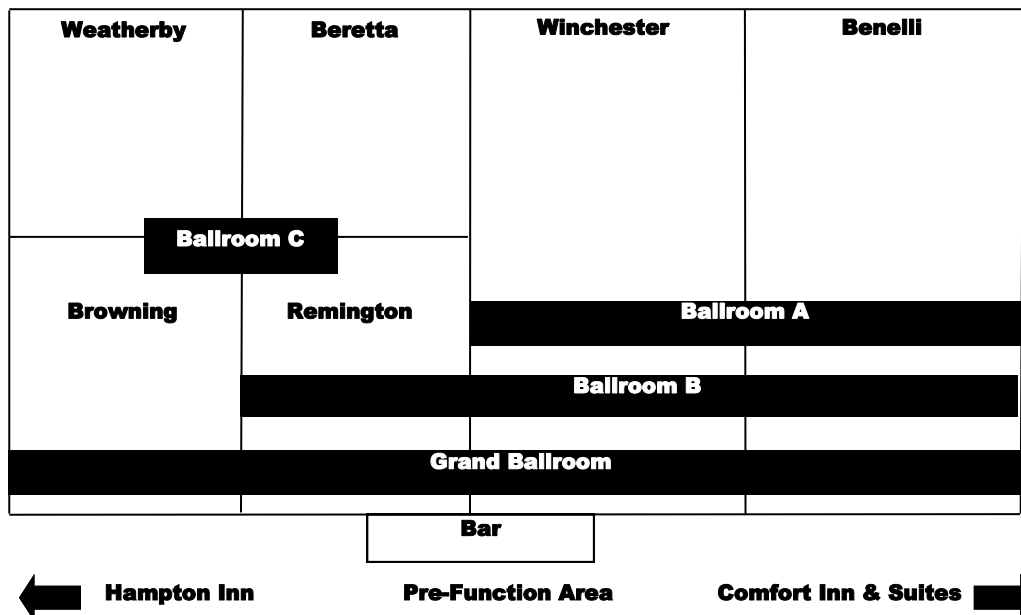 Weatherby Beretta Winchester Benelli
Ballroom C
Browning Remington Ballroom A
Ballroom B
Grand Ballroom
Bar
Hampton Inn Pre-Function Area Comfort Inn & Suites